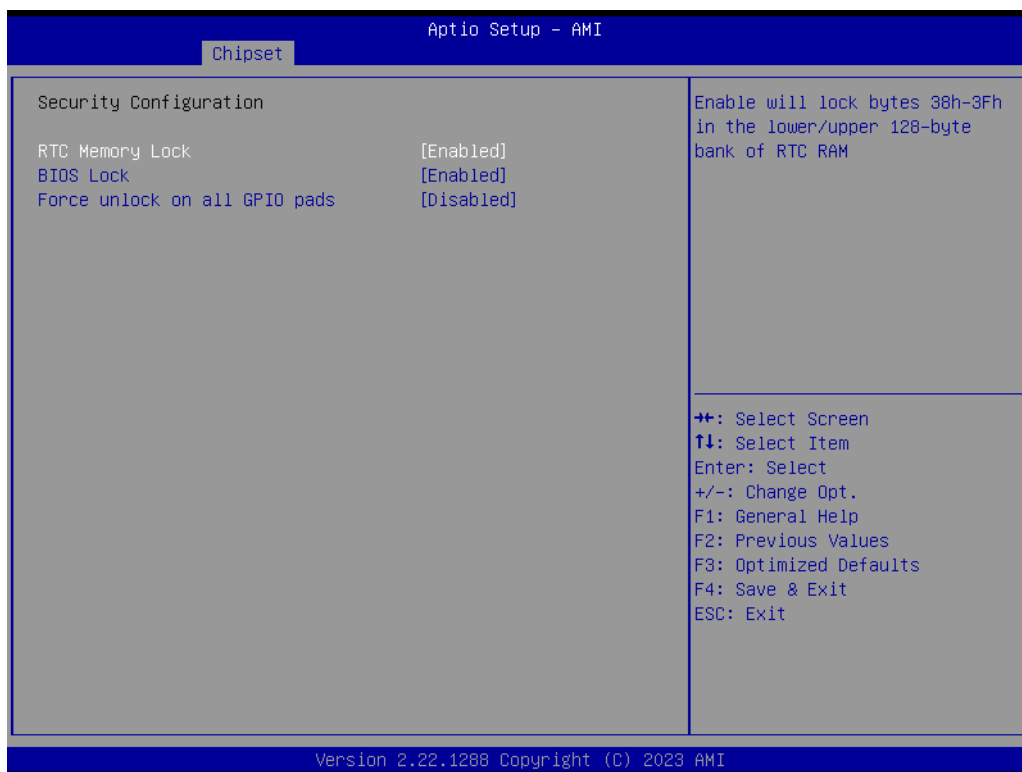 Aptio Setup – AMI
Chipset
Security Configuration
RTC Memory Lock [Enabled]
BIOS Lock [Enabled]
Force unlock on all GPIO pads [Disabled]
Enable will lock bytes 38h–3Fh
in the lower/upper 128–byte
bank of RTC RAM
→←: Select Screen
↑↓: Select Item
Enter: Select
+/–: Change Opt.
F1: General Help
F2: Previous Values
F3: Optimized Defaults
F4: Save & Exit
ESC: Exit
Version 2.22.1288 Copyright (C) 2023 AMI